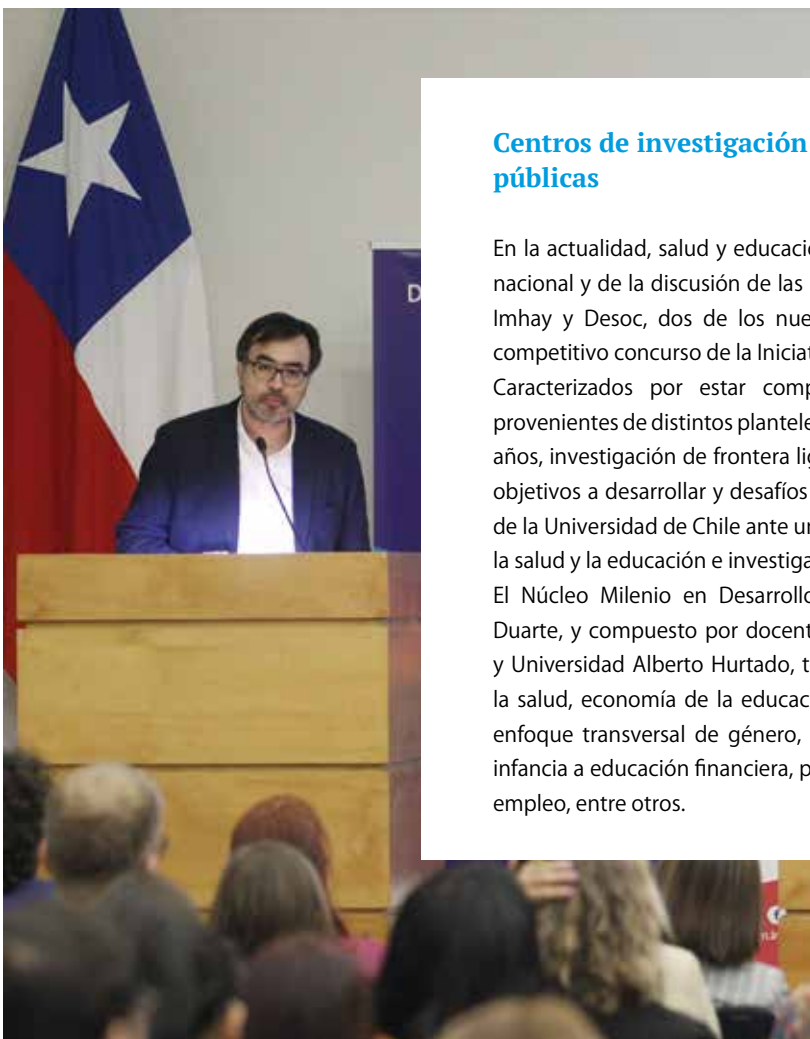 D
Centros de investigación
públicas
En la actualidad, salud y educació
nacional y de la discusión de las
Imhay y Desoc, dos de los nue
competitivo concurso de la Iniciat
Caracterizados por estar comp
provenientes de distintos plantele
años, investigación de frontera lig
objetivos a desarrollar y desafíos
de la Universidad de Chile ante un
la salud y la educación e investiga
El Núcleo Milenio en Desarrollo
Duarte, y compuesto por docent
y Universidad Alberto Hurtado, t
la salud, economía de la educac
enfoque transversal de género,
infancia a educación financiera, p
empleo, entre otros.